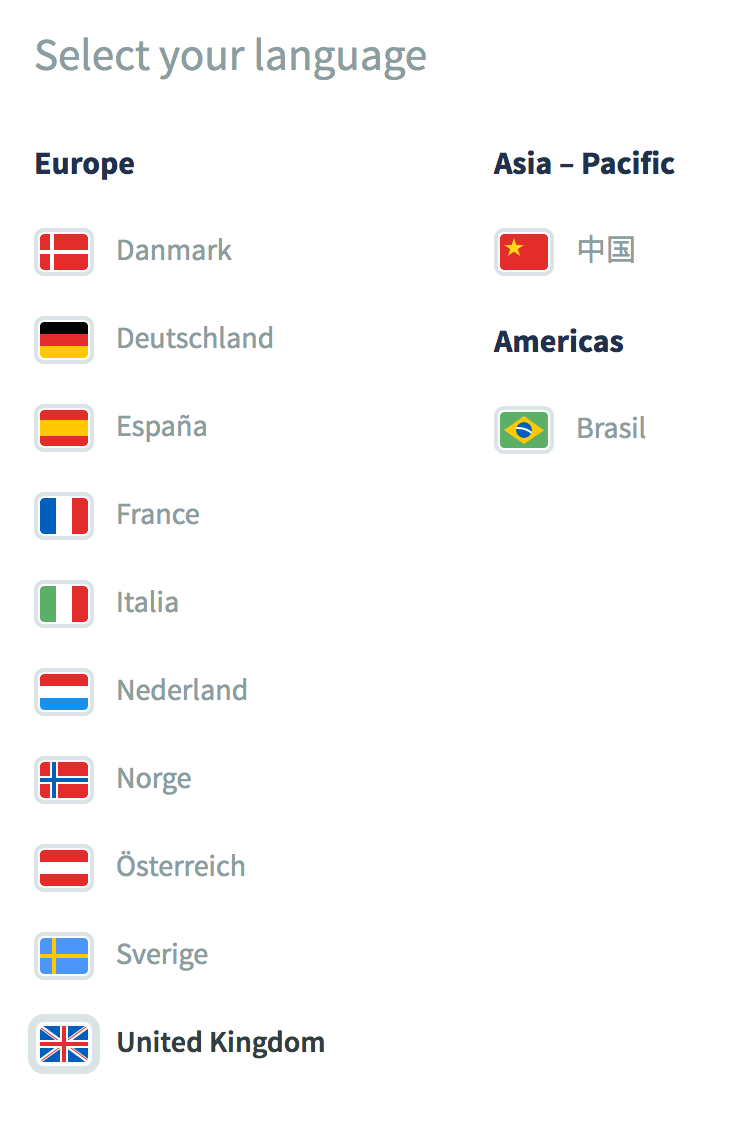 Select your language
Europe
Danmark
Deutschland
España
France
Italia
Nederland
Norge
Österreich
Sverige
United Kingdom
Asia – Pacific
中国
Americas
Brasil